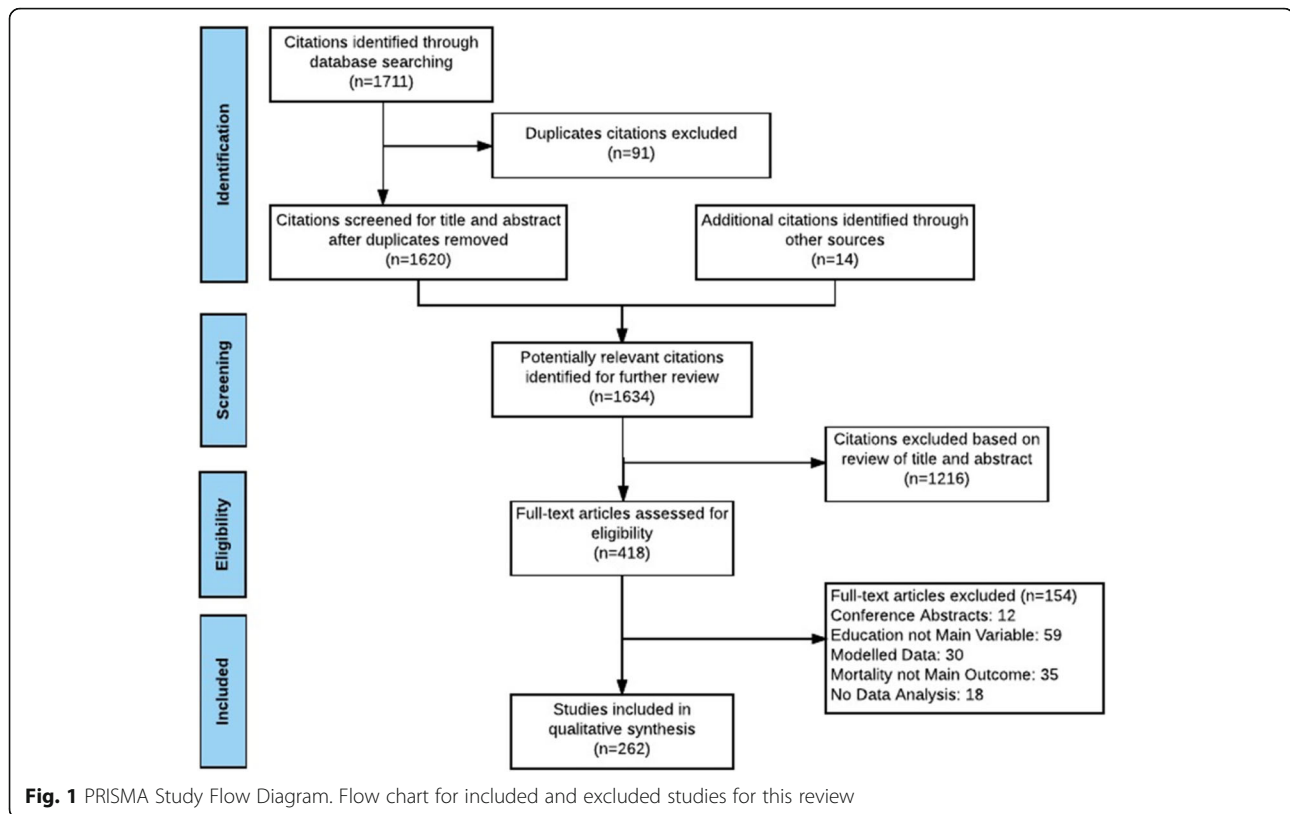 Identification
Citations identified through
database searching
(n=1711)
Duplicates citations excluded
(n=91)
Citations screened for title and abstract
after duplicates removed
(n=1620)
Additional citations identified through
other sources
(n=14)
Screening
Potentially relevant citations
identified for further review
(n=1634)
Citations excluded based on
review of title and abstract
(n=1216)
Eligibility
Full-text articles assessed for
eligibility
(n=418)
Full-text articles excluded (n=154)
Conference Abstracts: 12
Education not Main Variable: 59
Modelled Data: 30
Mortality not Main Outcome: 35
No Data Analysis: 18
Included
Studies included in
qualitative synthesis
(n=262)
Fig. 1 PRISMA Study Flow Diagram. Flow chart for included and excluded studies for this review